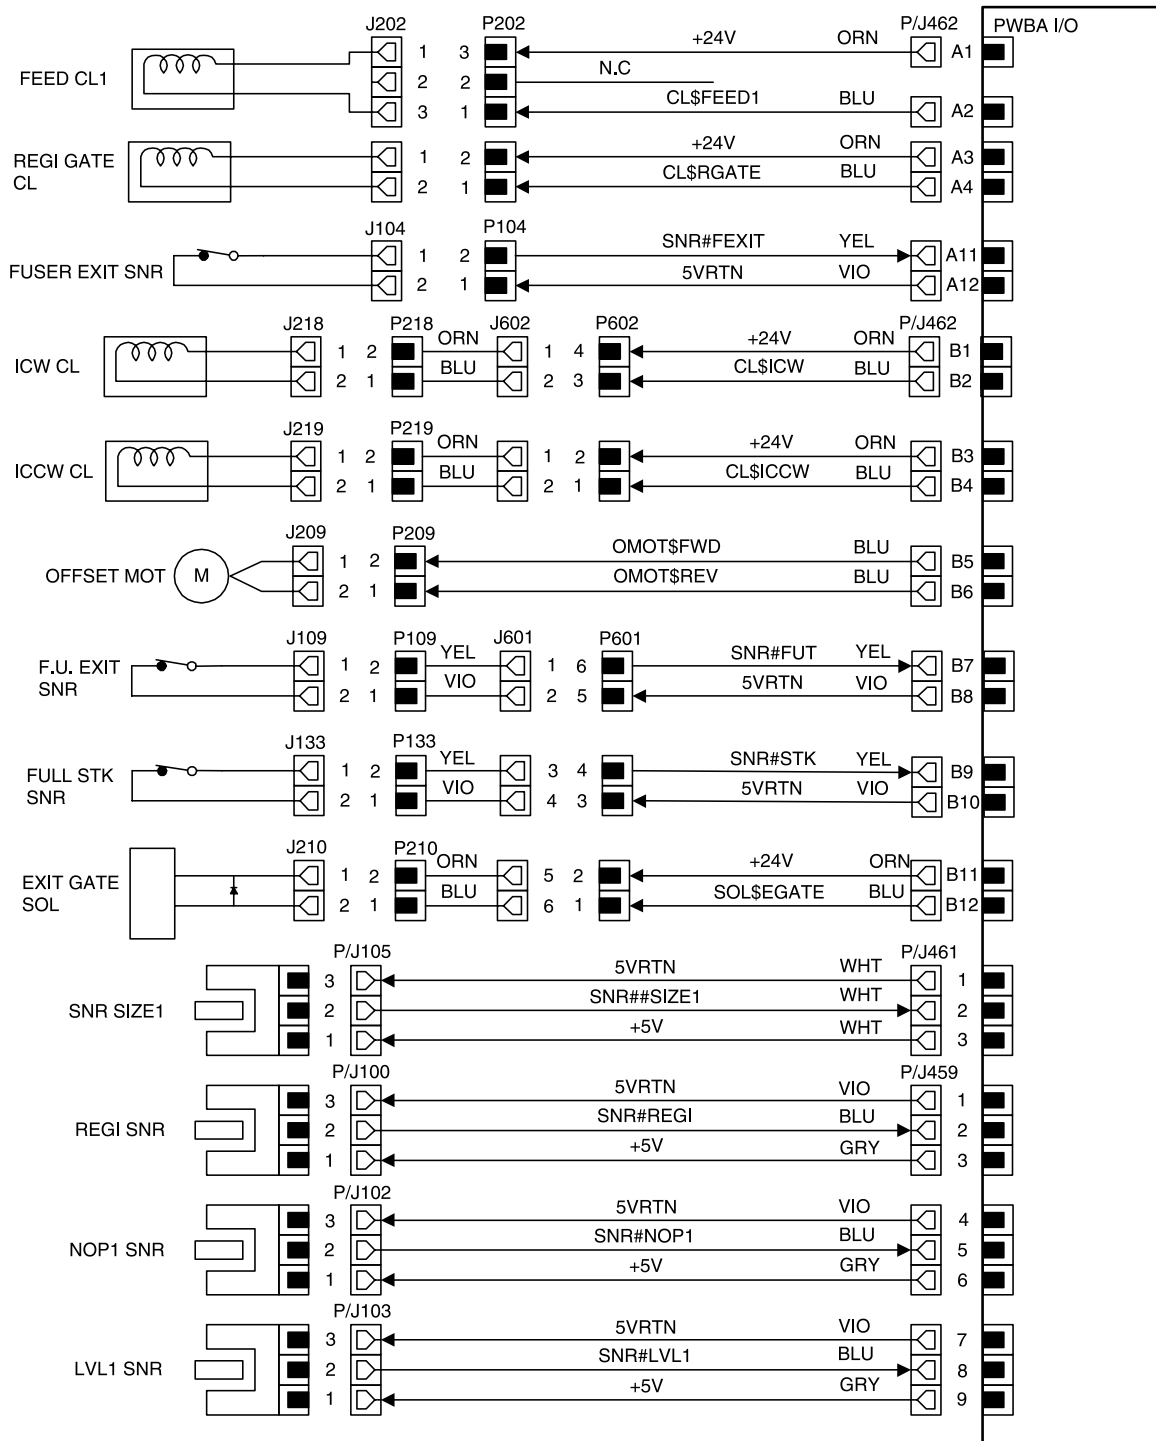 J202 P202 P/J462 PWBA I/O
FEED CL1 1 3 +24V ORN A1
2 2 N.C
3 1 CL$FEED1 BLU A2
REGI GATE CL 1 2 +24V ORN A3
2 1 CL$RGATE BLU A4
J104 P104
FUSER EXIT SNR 1 2 SNR#FEXIT YEL A11
2 1 5VRTN VIO A12
J218 P218 J602 P602 P/J462
ICW CL 1 2 ORN 1 4 +24V ORN B1
2 1 BLU 2 3 CL$ICW BLU B2
J219 P219
ICCW CL 1 2 ORN 1 2 +24V ORN B3
2 1 BLU 2 1 CL$ICCW BLU B4
J209 P209
OFFSET MOT M 1 2 OMOT$FWD BLU B5
2 1 OMOT$REV BLU B6
J109 P109 J601 P601
F.U. EXIT SNR 1 2 YEL 1 6 SNR#FUT YEL B7
2 1 VIO 2 5 5VRTN VIO B8
J133 P133
FULL STK SNR 1 2 YEL 3 4 SNR#STK YEL B9
2 1 VIO 4 3 5VRTN VIO B10
J210 P210
EXIT GATE SOL 1 2 ORN 5 2 +24V ORN B11
2 1 BLU 6 1 SOL$EGATE BLU B12
P/J105 P/J461
3 5VRTN WHT 1
SNR SIZE1 2 SNR##SIZE1 WHT 2
1 +5V WHT 3
P/J100 P/J459
3 5VRTN VIO 1
REGI SNR 2 SNR#REGI BLU 2
1 +5V GRY 3
P/J102
3 5VRTN VIO 4
NOP1 SNR 2 SNR#NOP1 BLU 5
1 +5V GRY 6
P/J103
3 5VRTN VIO 7
LVL1 SNR 2 SNR#LVL1 BLU 8
1 +5V GRY 9